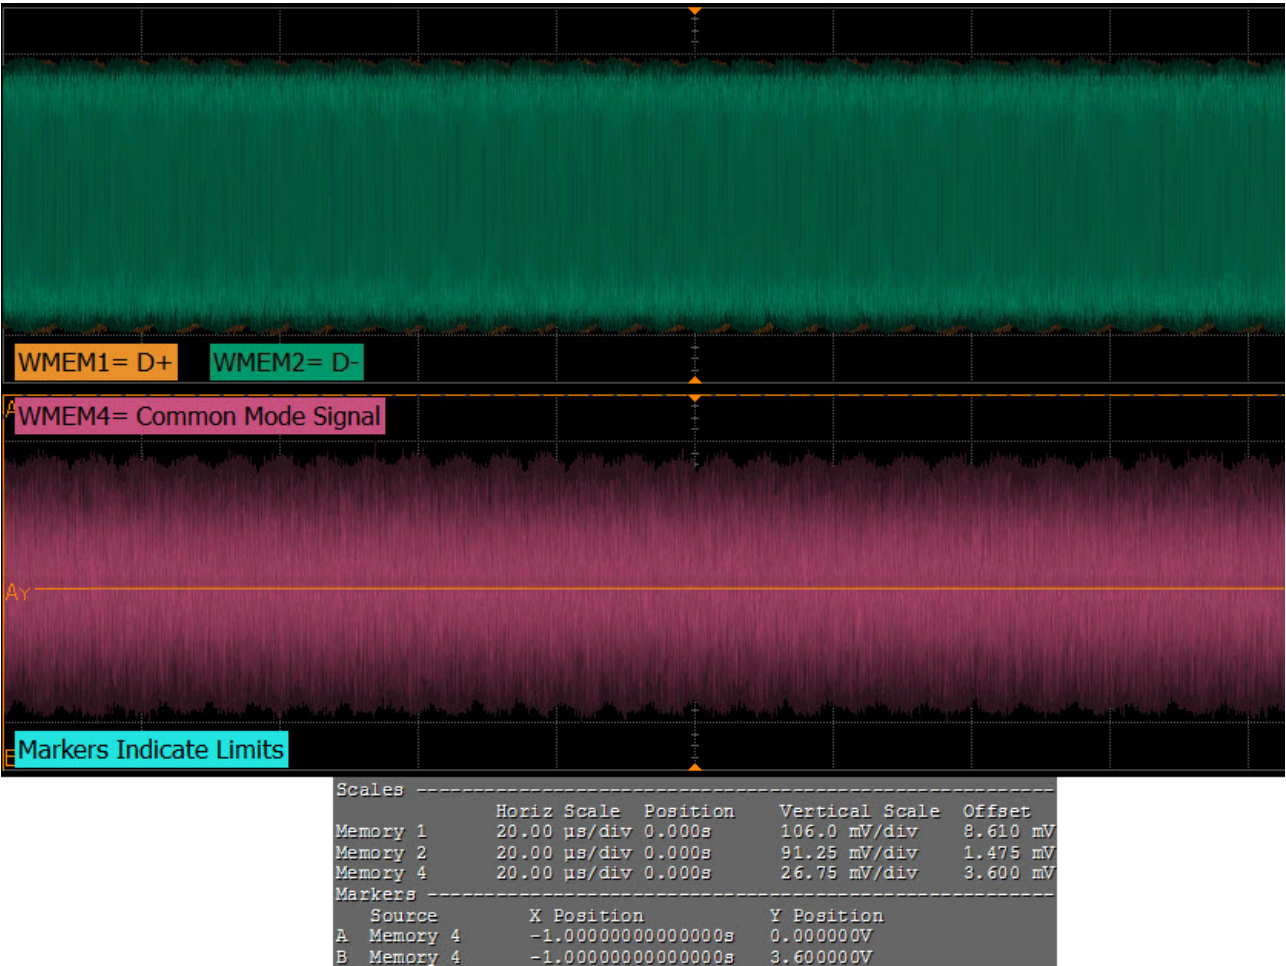 WMEM1= D+ WMEM2= D-
A
WMEM4= Common Mode Signal
AY
Markers Indicate Limits
Scales
Horiz Scale Position Vertical Scale Offset
Memory 1 20.00 µs/div 0.000s 106.0 mV/div 8.610 mV
Memory 2 20.00 µs/div 0.000s 91.25 mV/div 1.475 mV
Memory 4 20.00 µs/div 0.000s 26.75 mV/div 3.600 mV
Markers
Source X Position Y Position
A Memory 4 -1.00000000000000s 0.000000V
B Memory 4 -1.00000000000000s 3.600000V